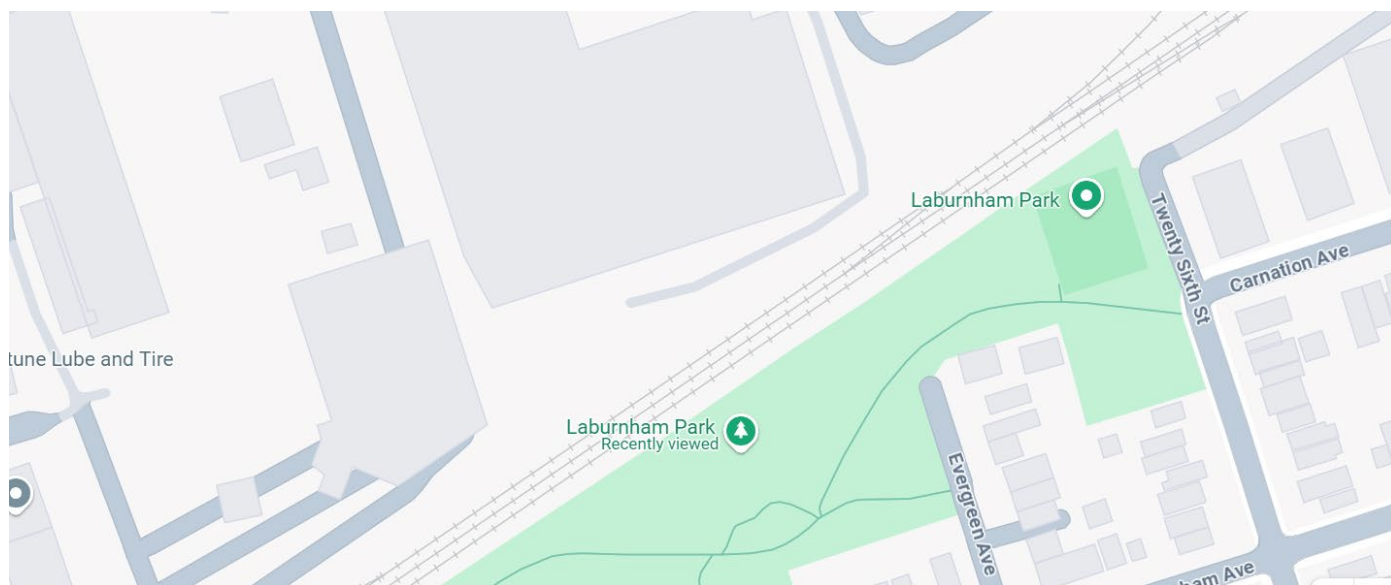 Laburnham Park
Twenty Sixth St
Carnation Ave
tune Lube and Tire
Laburnham Park
Recently viewed
Evergreen Ave
ham Ave